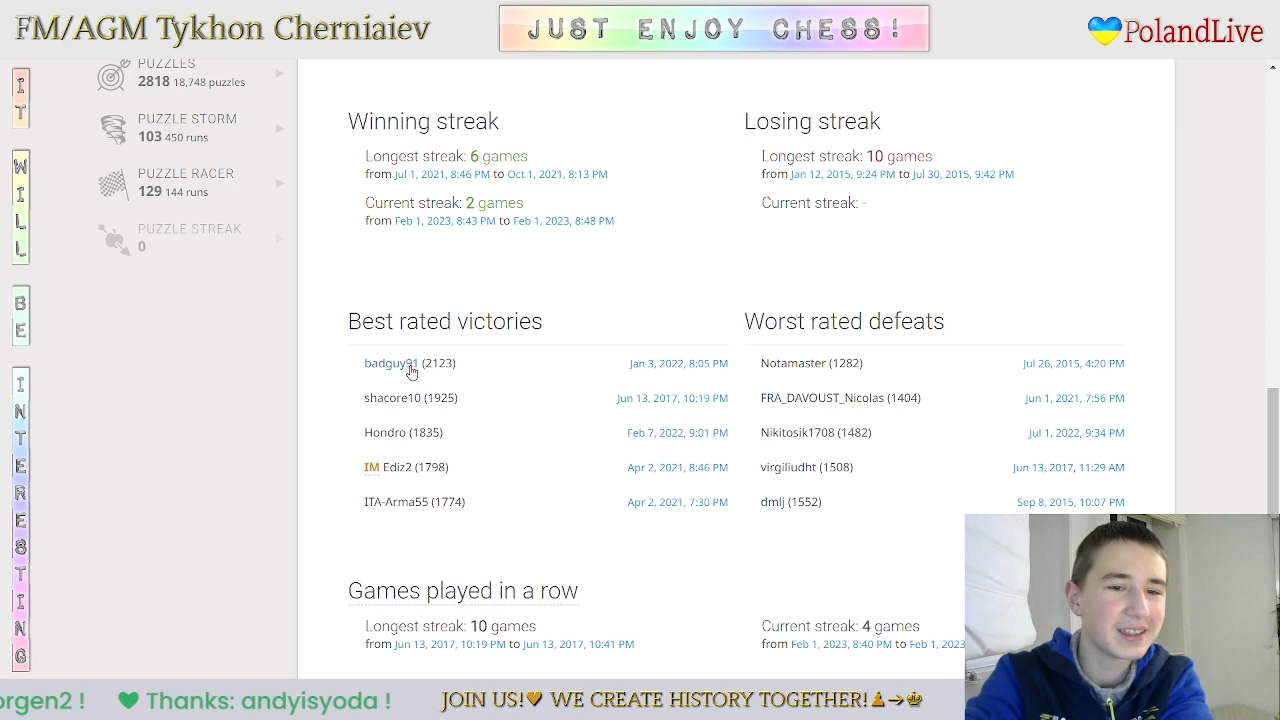 FM/AGM Tykhon Cherniaiev
JUST ENJOY CHESS!
PolandLive
IT
WILL
BE
INTERESTING
PUZZLES
2818 18,748 puzzles
PUZZLE STORM
103 450 runs
PUZZLE RACER
129 144 runs
PUZZLE STREAK
0
Winning streak
Longest streak: 6 games
from Jul 1, 2021, 8:46 PM to Oct 1, 2021, 8:13 PM
Current streak: 2 games
from Feb 1, 2023, 8:43 PM to Feb 1, 2023, 8:48 PM
Losing streak
Longest streak: 10 games
from Jan 12, 2015, 9:24 PM to Jul 30, 2015, 9:42 PM
Current streak: -
Best rated victories
badguy91 (2123) Jan 3, 2022, 8:05 PM
shacore10 (1925) Jun 13, 2017, 10:19 PM
Hondro (1835) Feb 7, 2022, 9:01 PM
IM Ediz2 (1798) Apr 2, 2021, 8:46 PM
ITA-Arma55 (1774) Apr 2, 2021, 7:30 PM
Worst rated defeats
Notamaster (1282) Jul 26, 2015, 4:20 PM
FRA_DAVOUST_Nicolas (1404) Jun 1, 2021, 7:56 PM
Nikitosik1708 (1482) Jul 1, 2022, 9:34 PM
virgiliudht (1508) Jun 13, 2017, 11:29 AM
dmlj (1552) Sep 8, 2015, 10:07 PM
Games played in a row
Longest streak: 10 games
from Jun 13, 2017, 10:19 PM to Jun 13, 2017, 10:41 PM
Current streak: 4 games
from Feb 1, 2023, 8:40 PM to Feb 1, 2023
orgen2 ! 💚 Thanks: andyisyoda !
JOIN US!🧡 WE CREATE HISTORY TOGETHER!♟→♚